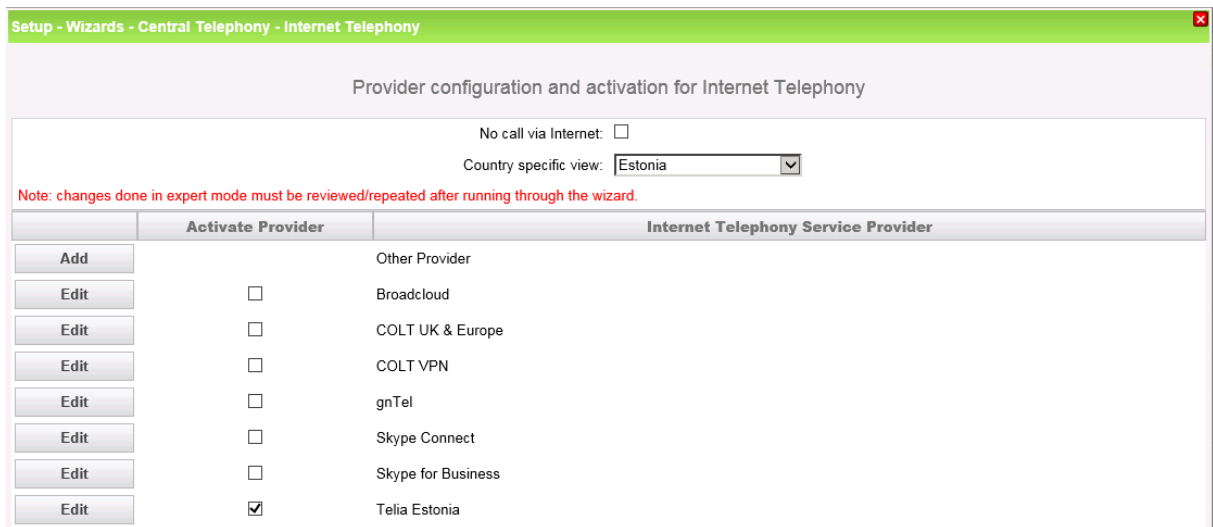 Setup - Wizards - Central Telephony - Internet Telephony
Provider configuration and activation for Internet Telephony
No call via Internet:
Country specific view: Estonia
Note: changes done in expert mode must be reviewed/repeated after running through the wizard.
Activate Provider Internet Telephony Service Provider
Add Other Provider
Edit Broadcloud
Edit COLT UK & Europe
Edit COLT VPN
Edit gnTel
Edit Skype Connect
Edit Skype for Business
Edit Telia Estonia